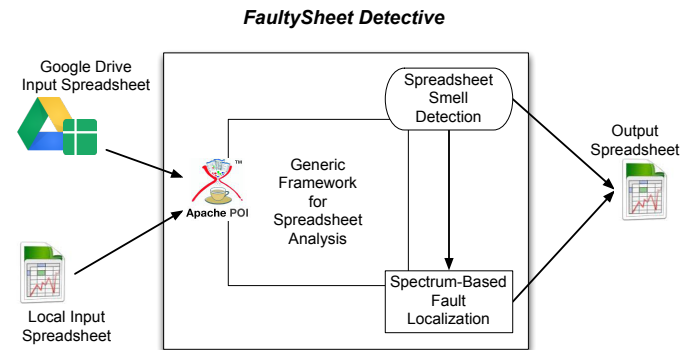 FaultySheet Detective
Google Drive
Input Spreadsheet
Spreadsheet
Smell
Detection
Output
Spreadsheet
TM
Apache POI
Generic
Framework
for
Spreadsheet
Analysis
Spectrum-Based
Fault
Localization
Local Input
Spreadsheet